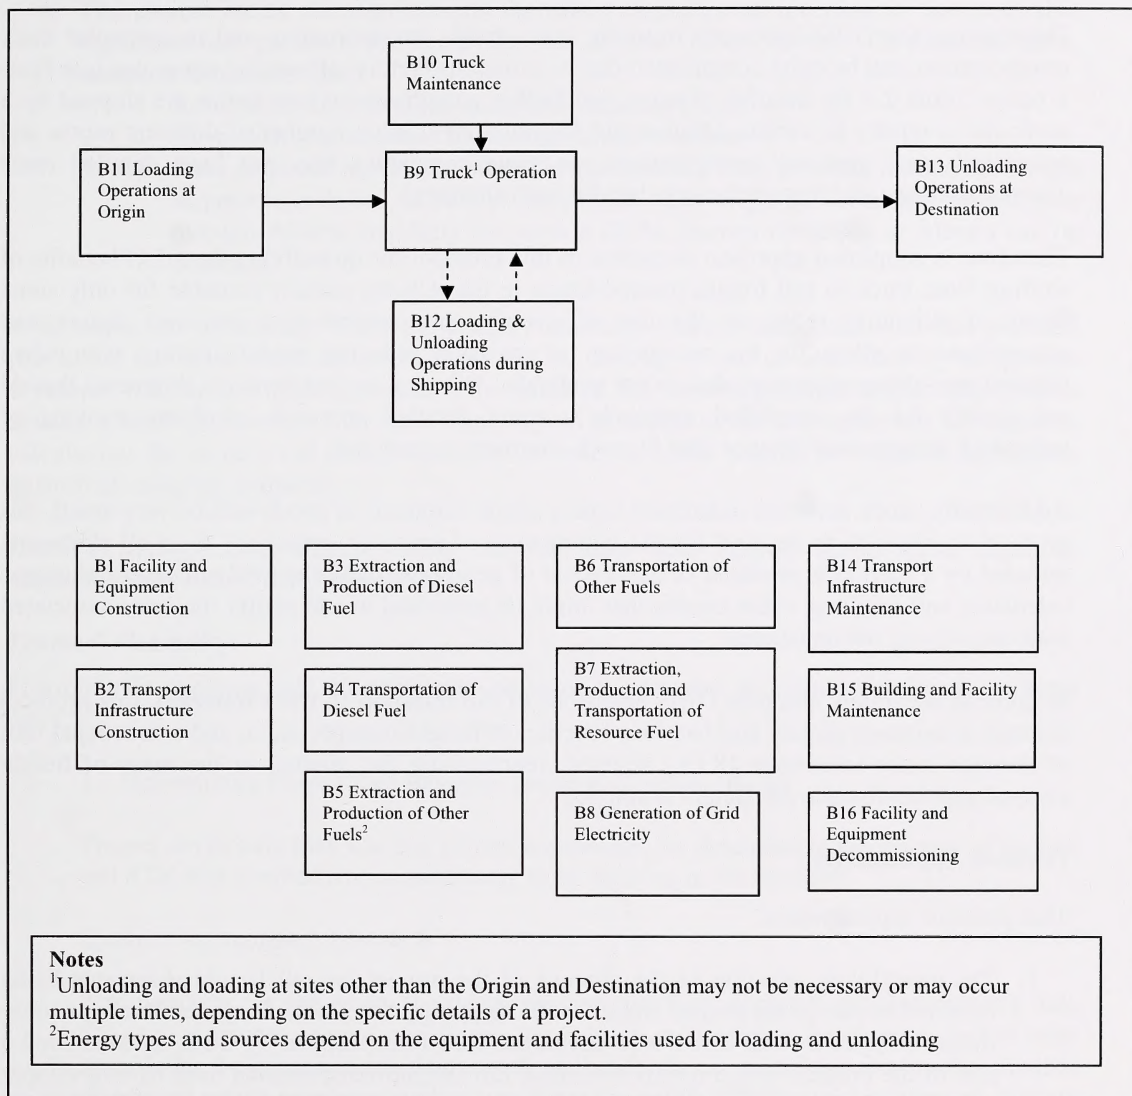 B10 Truck
Maintenance
B11 Loading
Operations at
Origin
B9 Truck¹ Operation
B13 Unloading
Operations at
Destination
B12 Loading &
Unloading
Operations during
Shipping
B1 Facility and
Equipment
Construction
B3 Extraction and
Production of Diesel
Fuel
B6 Transportation of
Other Fuels
B14 Transport
Infrastructure
Maintenance
B2 Transport
Infrastructure
Construction
B4 Transportation of
Diesel Fuel
B7 Extraction,
Production and
Transportation of
Resource Fuel
B15 Building and Facility
Maintenance
B5 Extraction and
Production of Other
Fuels²
B8 Generation of Grid
Electricity
B16 Facility and
Equipment
Decommissioning
Notes
¹Unloading and loading at sites other than the Origin and Destination may not be necessary or may occur
multiple times, depending on the specific details of a project.
²Energy types and sources depend on the equipment and facilities used for loading and unloading